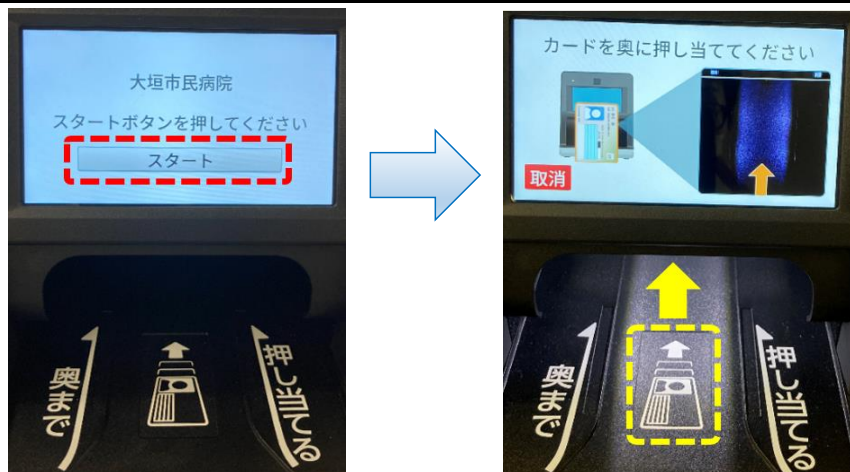 大垣市民病院
スタートボタンを押してください
スタート
奥まで
押し当てる
カードを奥に押し当ててください
取消
奥まで
押し当てる